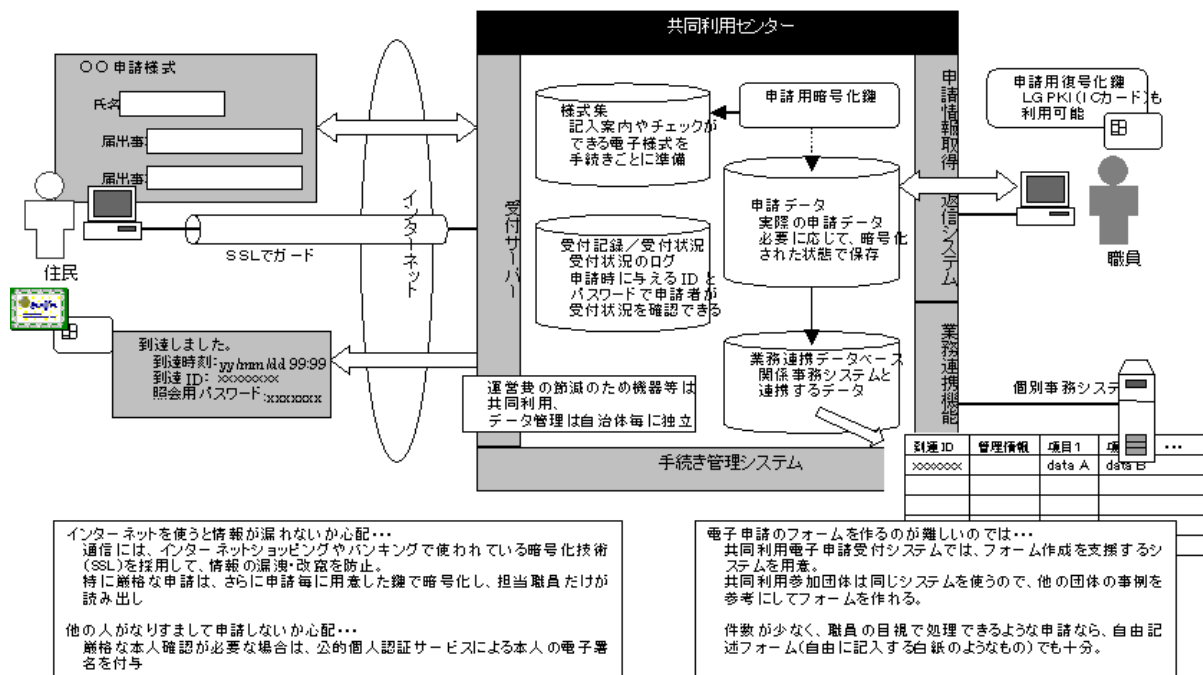 共同利用センター
〇〇申請様式
氏名
届出事
届出事
住民
SSLでガード
インターネット
到達しました。
到達時刻:yy/mm/dd 99:99
到達ID: xxxxxxxx
照会用パスワード:xxxxxxx
受付サーバー
様式集
記入案内やチェックが
できる電子様式を
手続きごとに準備
申請用暗号化鍵
申請データ
実際の申請データ
必要に応じて、暗号化
された状態で保存
受付記録/受付状況
受付状況のログ
申請時に与えるIDと
パスワードで申請者が
受付状況を確認できる
業務連携データベース
関係事務システムと
連携するデータ
運営費の節減のため機器等は
共同利用、
データ管理は自治体毎に独立
手続き管理システム
申請情報取得
返信システム
業務連携機能
申請用復号化鍵
LGPKI(ICカード)も
利用可能
職員
個別事務システ
到達ID 管理情報 項目1 項 ・・・
xxxxxxx data A data B
インターネットを使うと情報が漏れないか心配・・・
通信には、インターネットショッピングやバンキングで使われている暗号化技術
(SSL)を採用して、情報の漏洩・改竄を防止。
特に厳格な申請は、さらに申請毎に用意した鍵で暗号化し、担当職員だけが
読み出し
他の人がなりすまして申請しないか心配・・・
厳格な本人確認が必要な場合は、公的個人認証サービスによる本人の電子署
名を付与
電子申請のフォームを作るのが難しいのでは・・・
共同利用電子申請受付システムでは、フォーム作成を支援するシ
ステムを用意。
共同利用参加団体は同じシステムを使うので、他の団体の事例を
参考にしてフォームを作れる。
件数が少なく、職員の目視で処理できるような申請なら、自由記
述フォーム(自由に記入する白紙のようなもの)でも十分。